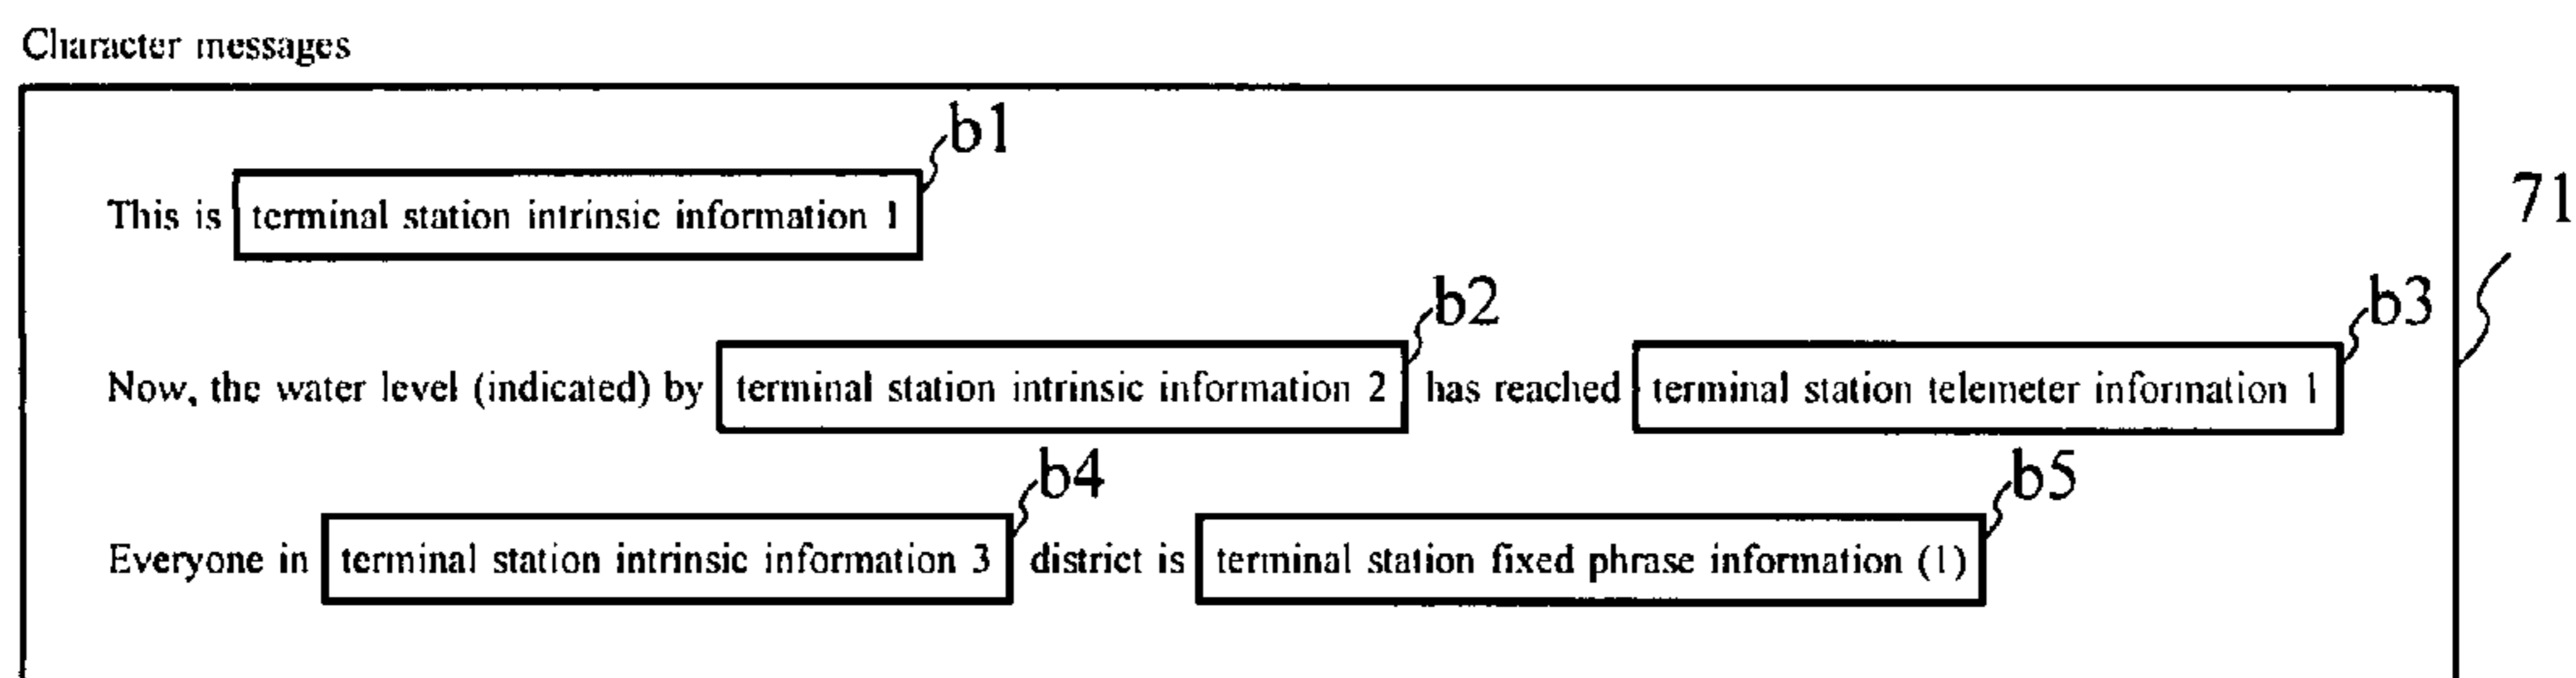 Character messages
b1
This is terminal station intrinsic information 1
71
b2
b3
Now, the water level (indicated) by terminal station intrinsic information 2 has reached terminal station telemeter information 1
b4
b5
Everyone in terminal station intrinsic information 3 district is terminal station fixed phrase information (1)